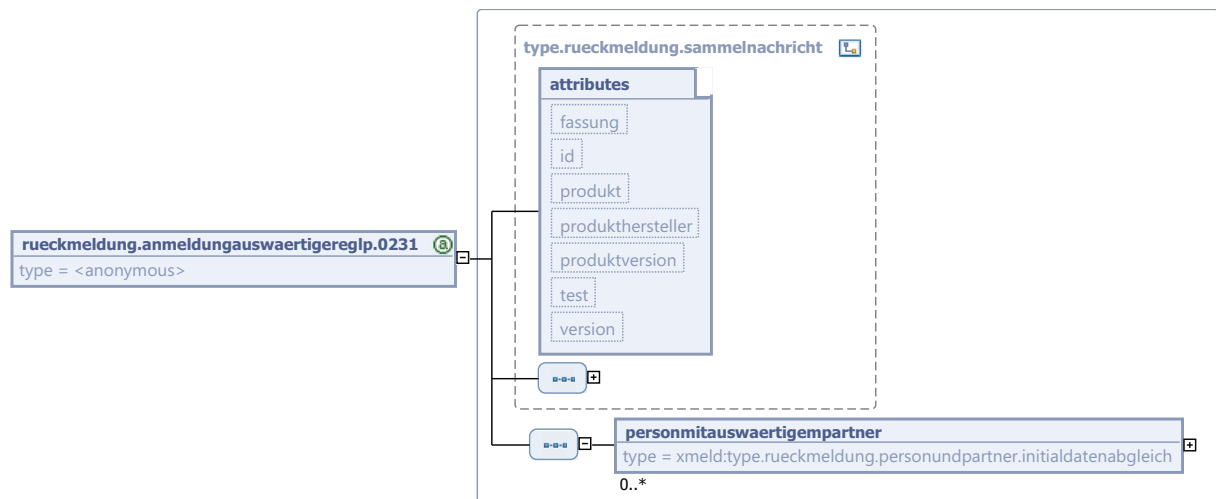 type.rueckmeldung.sammelnachricht
attributes
fassung
id
produkt
produkthersteller
produktversion
test
version
rueckmeldung.anmeldungauswaertigereglp.0231 a
type = <anonymous>
personmitauswaertigempartner
type = xmeld:type.rueckmeldung.personundpartner.initialdatenabgleich
0..*